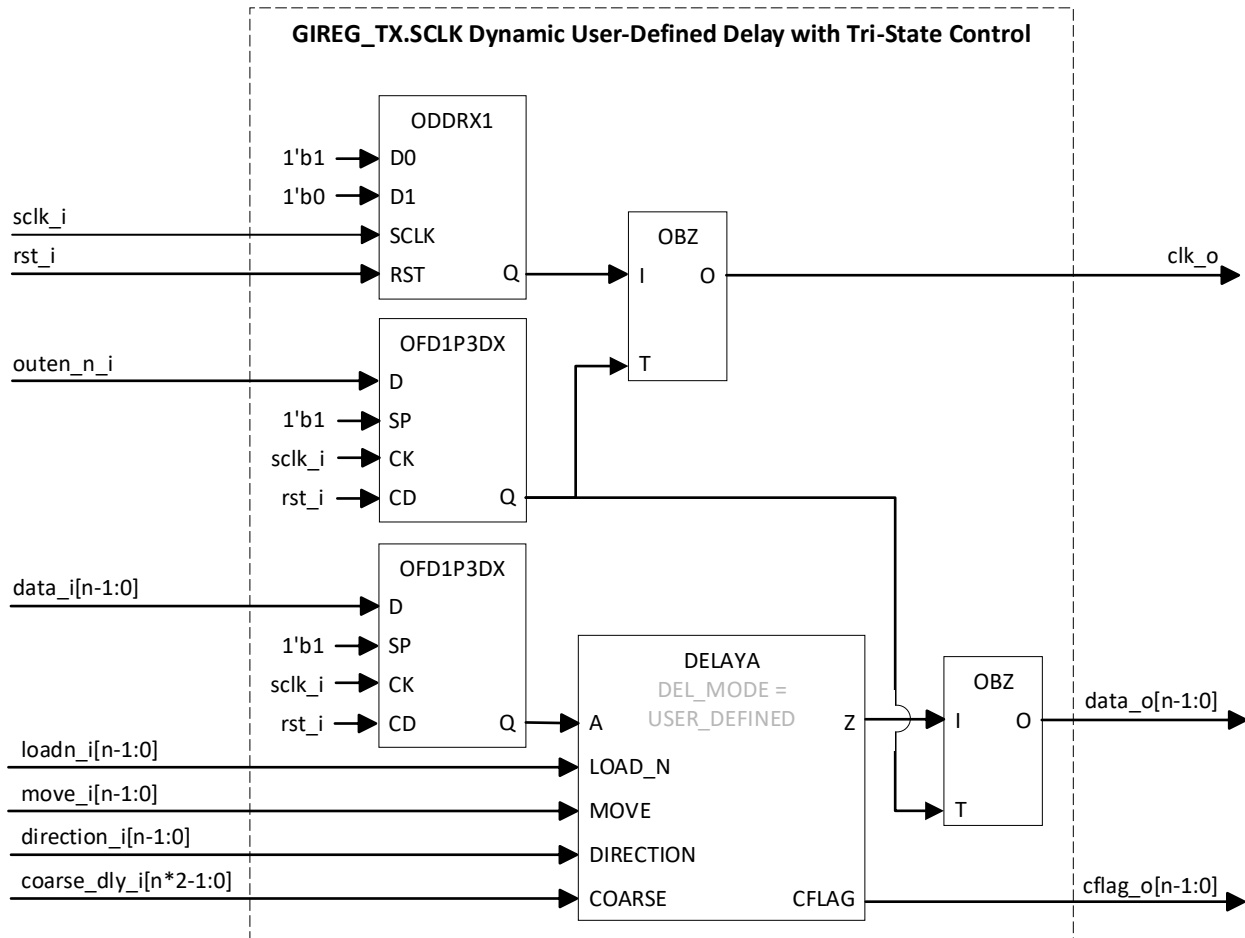 GIREG_TX.SCLK Dynamic User-Defined Delay with Tri-State Control
ODDRX1
1'b1
D0
1'b0
D1
sclk_i
SCLK
rst_i
RST
Q
OBZ
I
O
T
clk_o
OFD1P3DX
outen_n_i
D
1'b1
SP
sclk_i
CK
rst_i
CD
Q
OFD1P3DX
data_i[n-1:0]
D
1'b1
SP
sclk_i
CK
rst_i
CD
Q
DELAYA
DEL_MODE =
USER_DEFINED
A
Z
loadn_i[n-1:0]
LOAD_N
move_i[n-1:0]
MOVE
direction_i[n-1:0]
DIRECTION
coarse_dly_i[n*2-1:0]
COARSE
CFLAG
OBZ
I
O
T
data_o[n-1:0]
cflag_o[n-1:0]